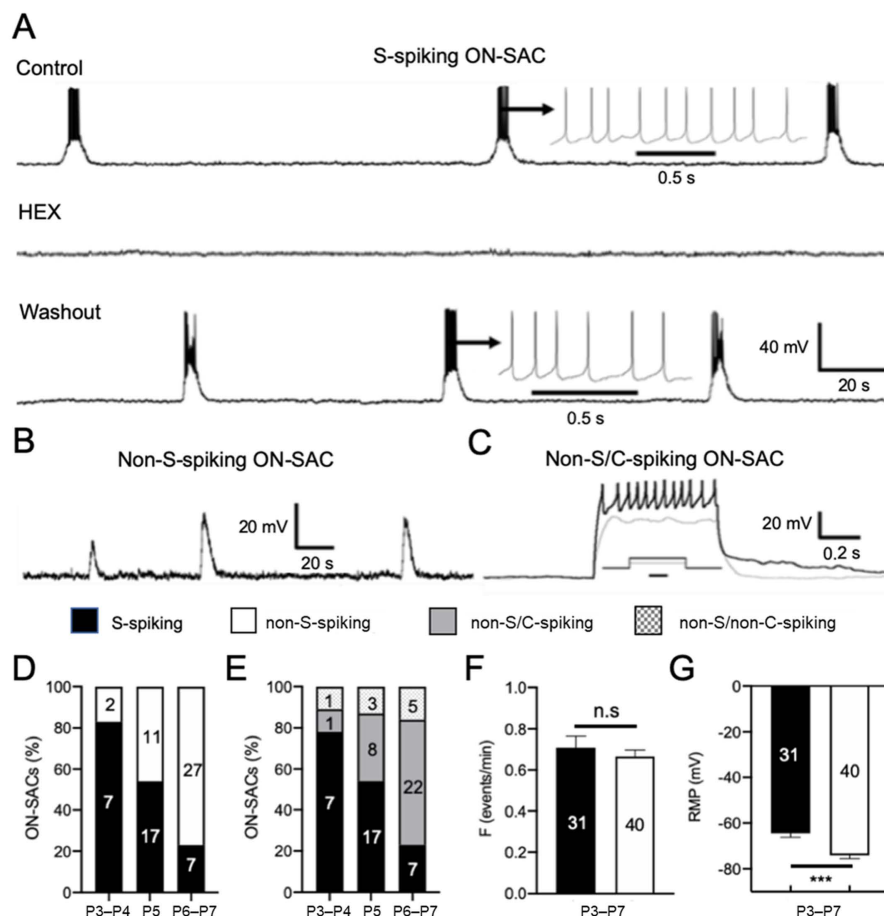 A
S-spiking ON-SAC
Control
0.5 s
HEX
Washout
40 mV
20 s
0.5 s
B
Non-S-spiking ON-SAC
20 mV
20 s
C
Non-S/C-spiking ON-SAC
20 mV
0.2 s
S-spiking
non-S-spiking
non-S/C-spiking
non-S/non-C-spiking
D
ON-SACs (%)
100
80
60
40
20
0
2
7
11
17
27
7
P3–P4
P5
P6–P7
E
ON-SACs (%)
100
80
60
40
20
0
1
1
7
3
8
17
5
22
7
P3–P4
P5
P6–P7
F
F (events/min)
1.0
0.8
0.6
0.4
0.2
0.0
n.s
31
40
P3–P7
G
RMP (mV)
0
-20
-40
-60
-80
31
40
***
P3–P7